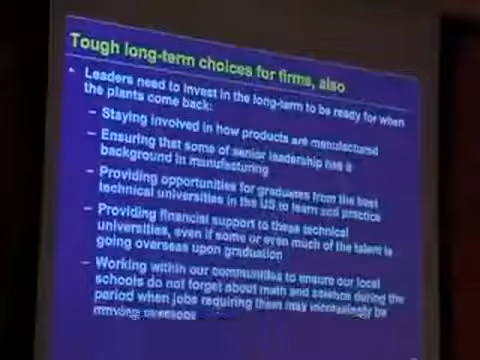 Tough long-term choices for firms, also
• Leaders need to invest in the long-term to be ready for when
the plants come back:
– Staying involved in how products are manufactured
– Ensuring that some of senior leadership has a
background in manufacturing
– Providing opportunities for graduates from the best
technical universities in the US to learn and practice
– Providing financial support to these technical
universities, even if some or even much of the talent is
going overseas upon graduation
– Working within our communities to ensure our local
schools do not forget about math and science during the
period when jobs requiring them may increasingly be
moving overseas